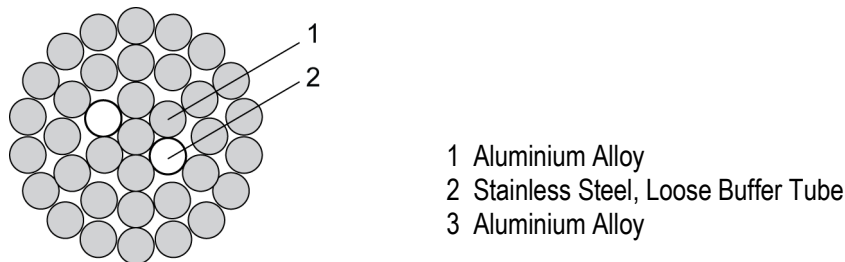 1
2
1 Aluminium Alloy
2 Stainless Steel, Loose Buffer Tube
3 Aluminium Alloy